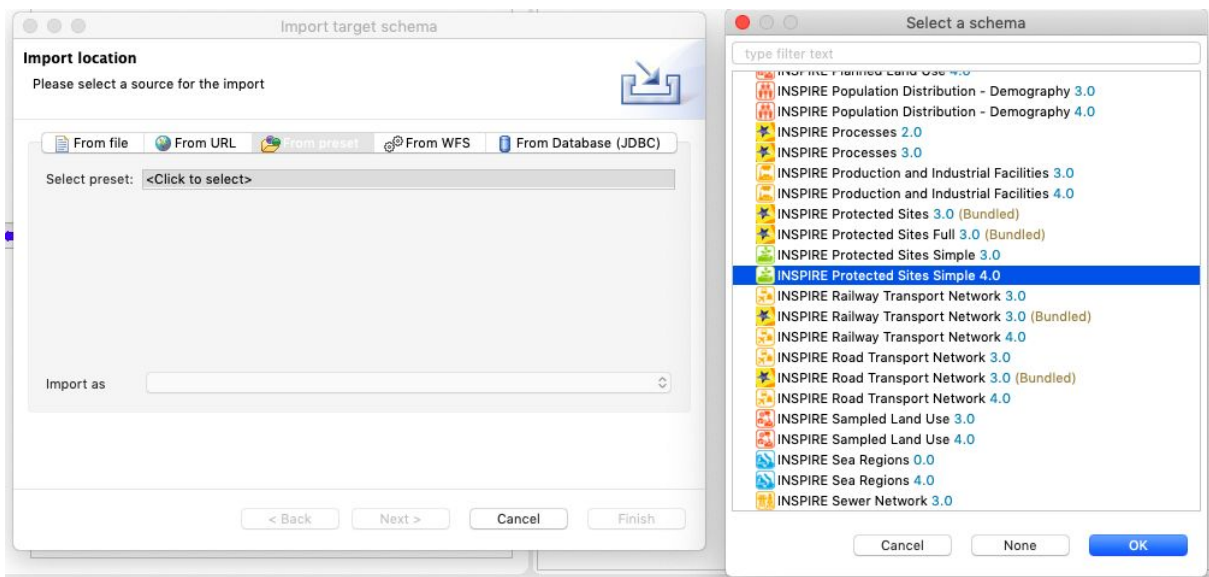 Import target schema
Import location
Please select a source for the import
From file
From URL
From preset
From WFS
From Database (JDBC)
Select preset: <Click to select>
Import as
< Back
Next >
Cancel
Finish
Select a schema
type filter text
INSPIRE Planned Land Use 4.0
INSPIRE Population Distribution - Demography 3.0
INSPIRE Population Distribution - Demography 4.0
INSPIRE Processes 2.0
INSPIRE Processes 3.0
INSPIRE Production and Industrial Facilities 3.0
INSPIRE Production and Industrial Facilities 4.0
INSPIRE Protected Sites 3.0 (Bundled)
INSPIRE Protected Sites Full 3.0 (Bundled)
INSPIRE Protected Sites Simple 3.0
INSPIRE Protected Sites Simple 4.0
INSPIRE Railway Transport Network 3.0
INSPIRE Railway Transport Network 3.0 (Bundled)
INSPIRE Railway Transport Network 4.0
INSPIRE Road Transport Network 3.0
INSPIRE Road Transport Network 3.0 (Bundled)
INSPIRE Road Transport Network 4.0
INSPIRE Sampled Land Use 3.0
INSPIRE Sampled Land Use 4.0
INSPIRE Sea Regions 0.0
INSPIRE Sea Regions 4.0
INSPIRE Sewer Network 3.0
Cancel
None
OK